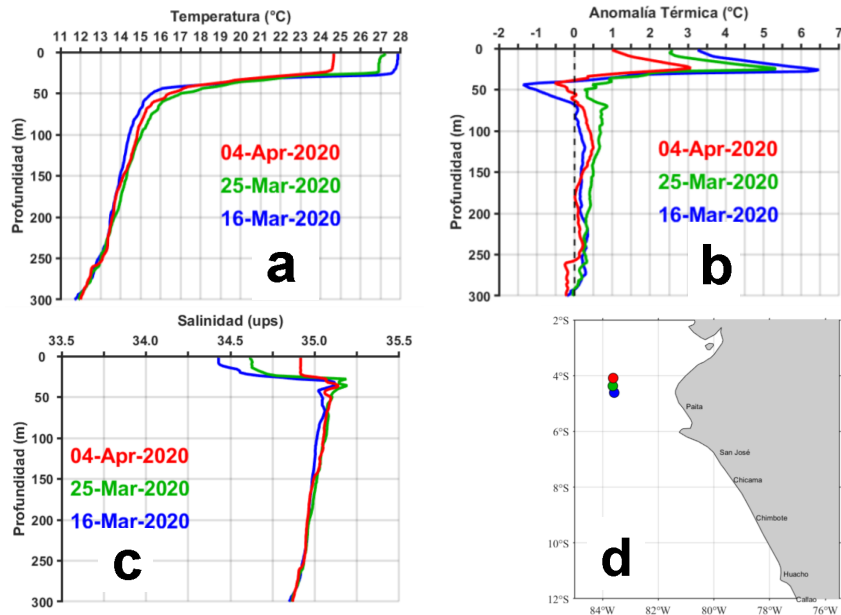 Temperatura (°C)
11 12 13 14 15 16 17 18 19 20 21 22 23 24 25 26 27 28
0
50
100
150
200
250
300
Profundidad (m)
04-Apr-2020
25-Mar-2020
16-Mar-2020
a
Anomalía Térmica (°C)
-2 -1 0 1 2 3 4 5 6 7
0
50
100
150
200
250
300
Profundidad (m)
04-Apr-2020
25-Mar-2020
16-Mar-2020
b
Salinidad (ups)
33.5 34.0 34.5 35.0 35.5
0
50
100
150
200
250
300
Profundidad (m)
04-Apr-2020
25-Mar-2020
16-Mar-2020
c
2°S
4°S
6°S
8°S
10°S
12°S
84°W 82°W 80°W 78°W 76°W
Paita
San José
Chicama
Chimbote
Huacho
Callao
d